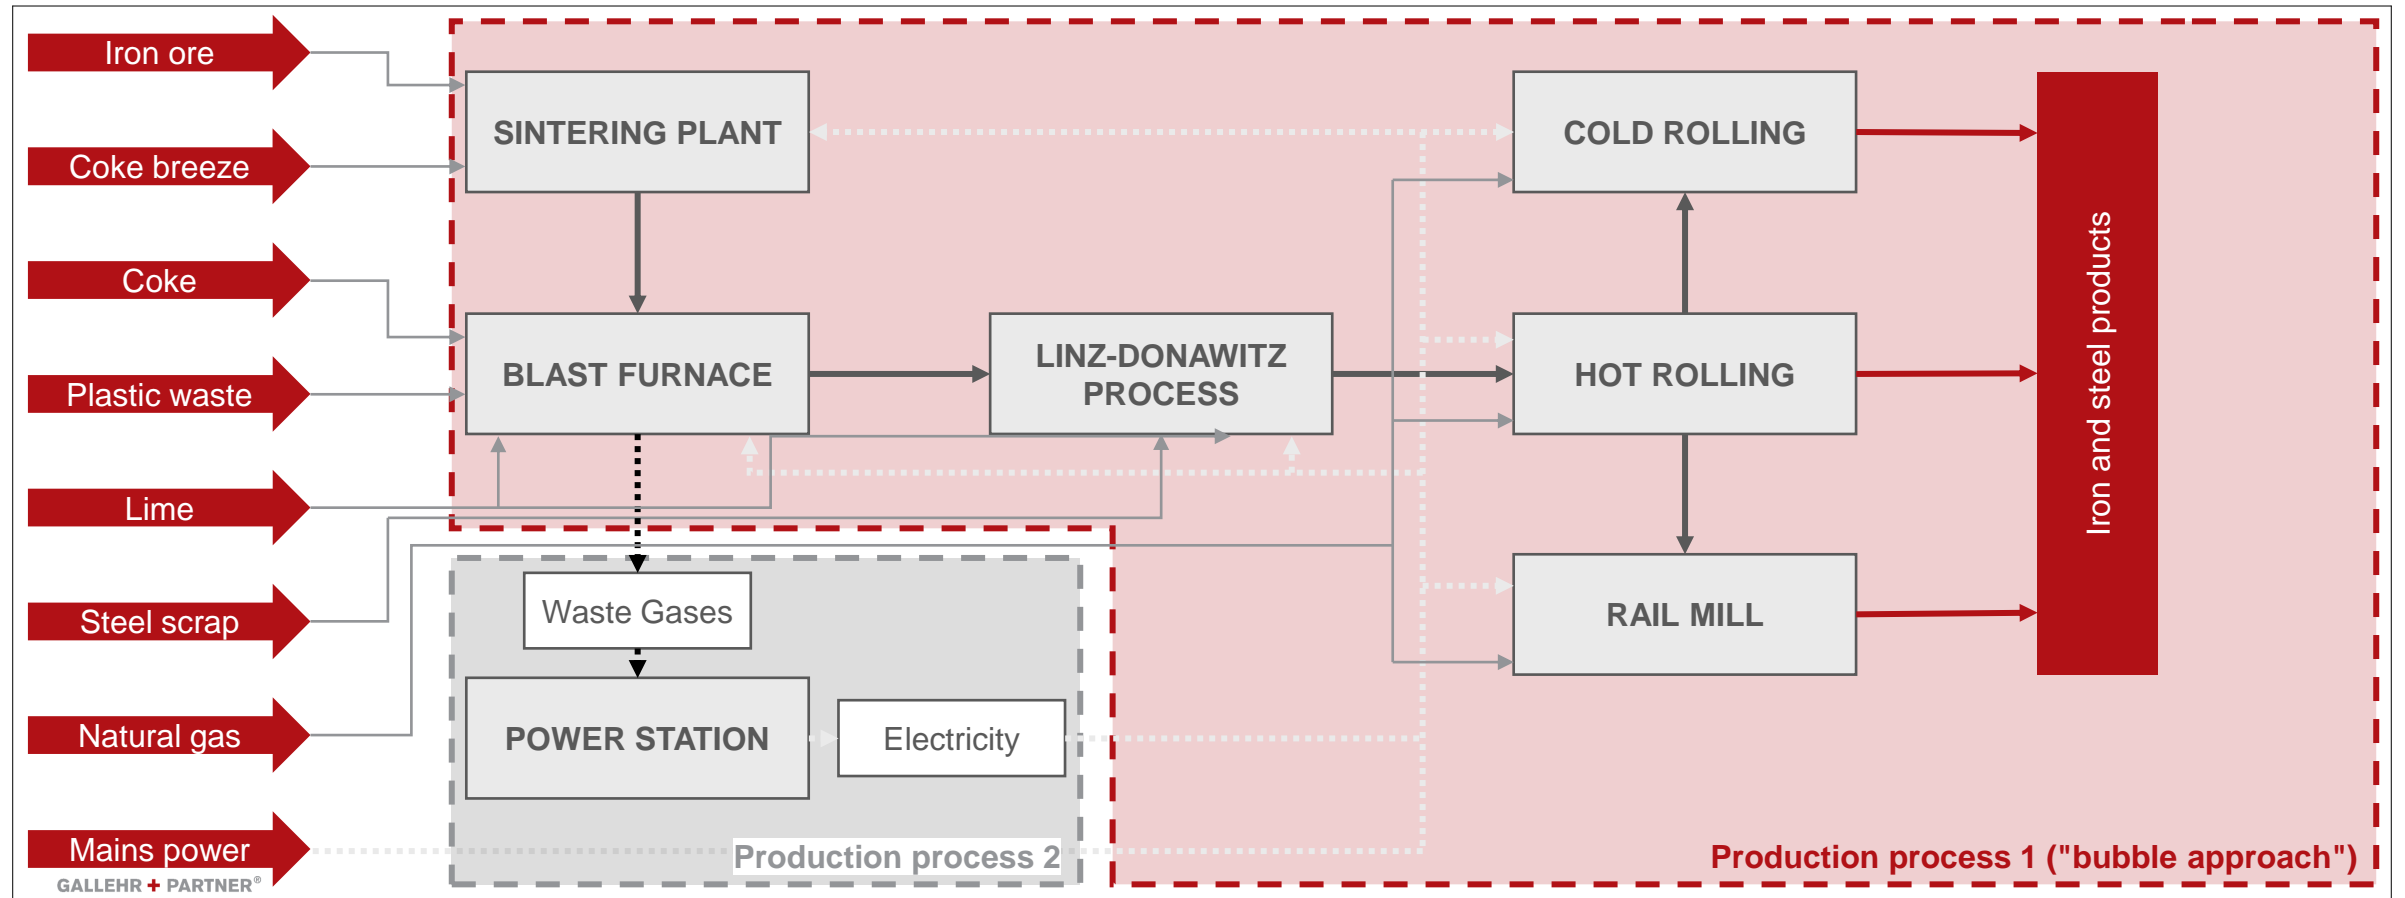 Iron ore
Coke breeze
Coke
Plastic waste
Lime
Steel scrap
Natural gas
Mains power
GALLEHR + PARTNER®
SINTERING PLANT
BLAST FURNACE
LINZ-DONAWITZ
PROCESS
COLD ROLLING
HOT ROLLING
RAIL MILL
Iron and steel products
Waste Gases
POWER STATION
Electricity
Production process 2
Production process 1 ("bubble approach")